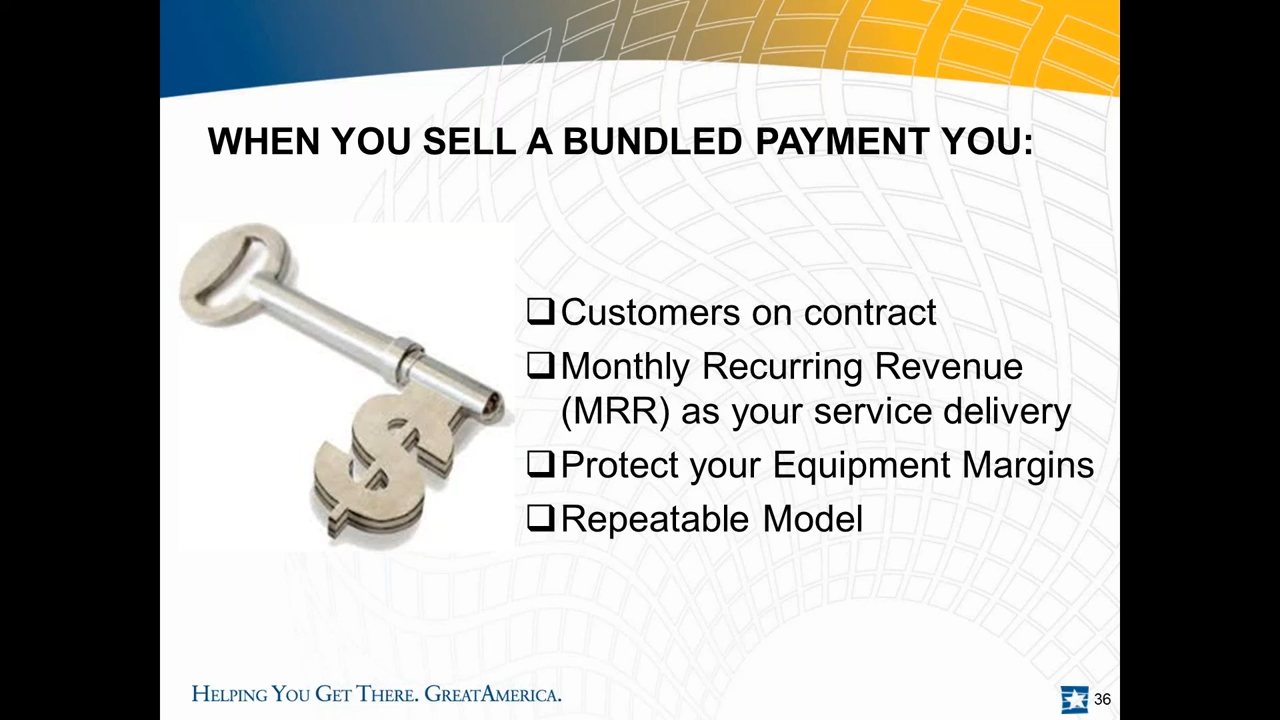 WHEN YOU SELL A BUNDLED PAYMENT YOU:
Customers on contract
Monthly Recurring Revenue
(MRR) as your service delivery
Protect your Equipment Margins
Repeatable Model
HELPING YOU GET THERE. GREATAMERICA.
36